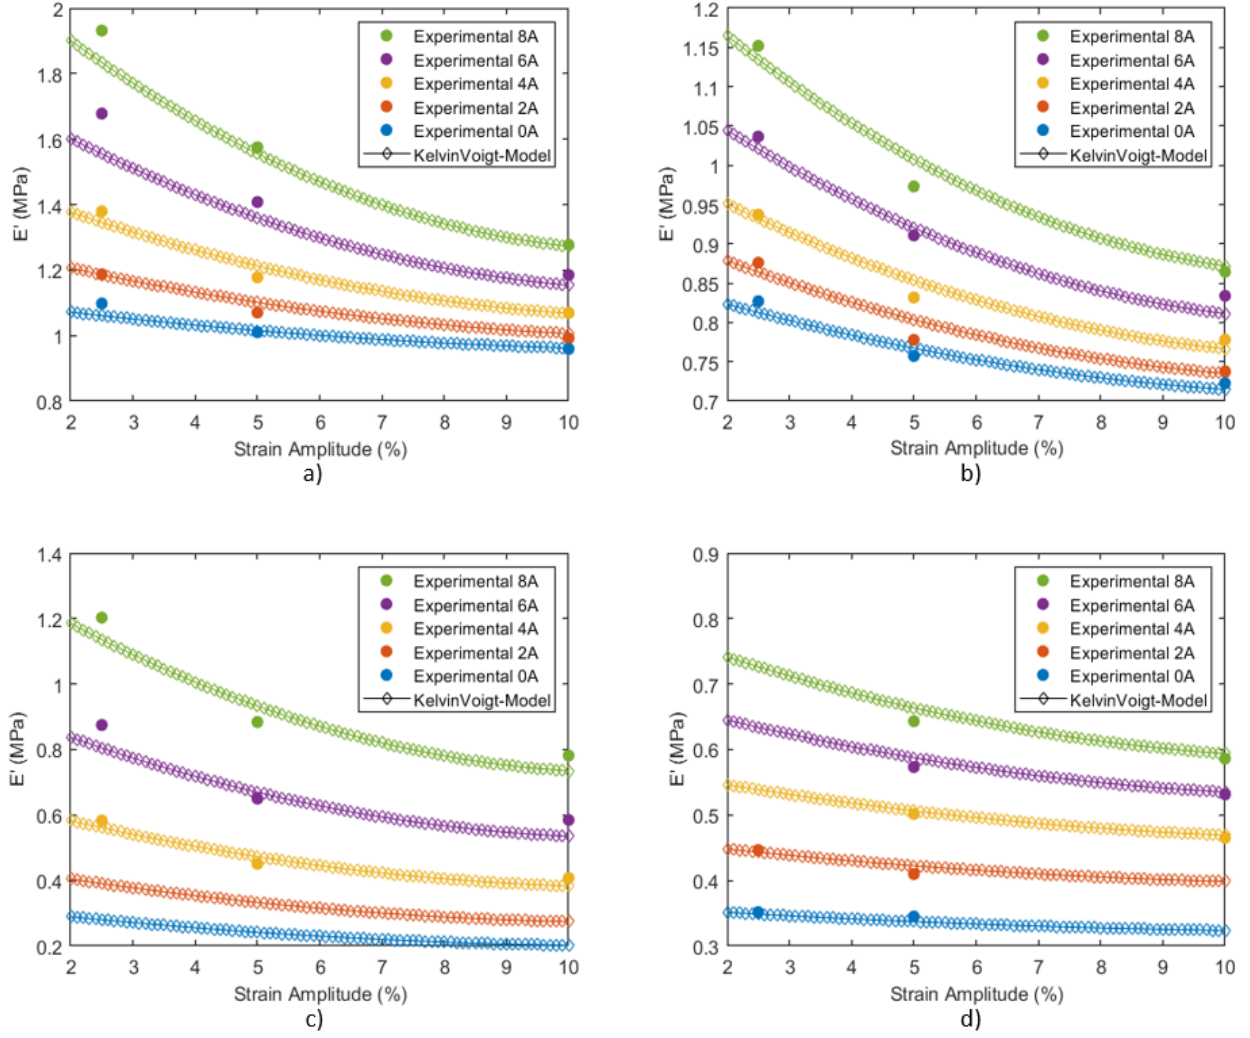 2
1.8
1.6
1.4
1.2
1
0.8
E' (MPa)
Experimental 8A
Experimental 6A
Experimental 4A
Experimental 2A
Experimental 0A
KelvinVoigt-Model
2 3 4 5 6 7 8 9 10
Strain Amplitude (%)
a)
1.2
1.15
1.1
1.05
1
0.95
0.9
0.85
0.8
0.75
0.7
E' (MPa)
Experimental 8A
Experimental 6A
Experimental 4A
Experimental 2A
Experimental 0A
KelvinVoigt-Model
2 3 4 5 6 7 8 9 10
Strain Amplitude (%)
b)
1.4
1.2
1
0.8
0.6
0.4
0.2
E' (MPa)
Experimental 8A
Experimental 6A
Experimental 4A
Experimental 2A
Experimental 0A
KelvinVoigt-Model
2 3 4 5 6 7 8 9 10
Strain Amplitude (%)
c)
0.9
0.8
0.7
0.6
0.5
0.4
0.3
E' (MPa)
Experimental 8A
Experimental 6A
Experimental 4A
Experimental 2A
Experimental 0A
KelvinVoigt-Model
2 3 4 5 6 7 8 9 10
Strain Amplitude (%)
d)